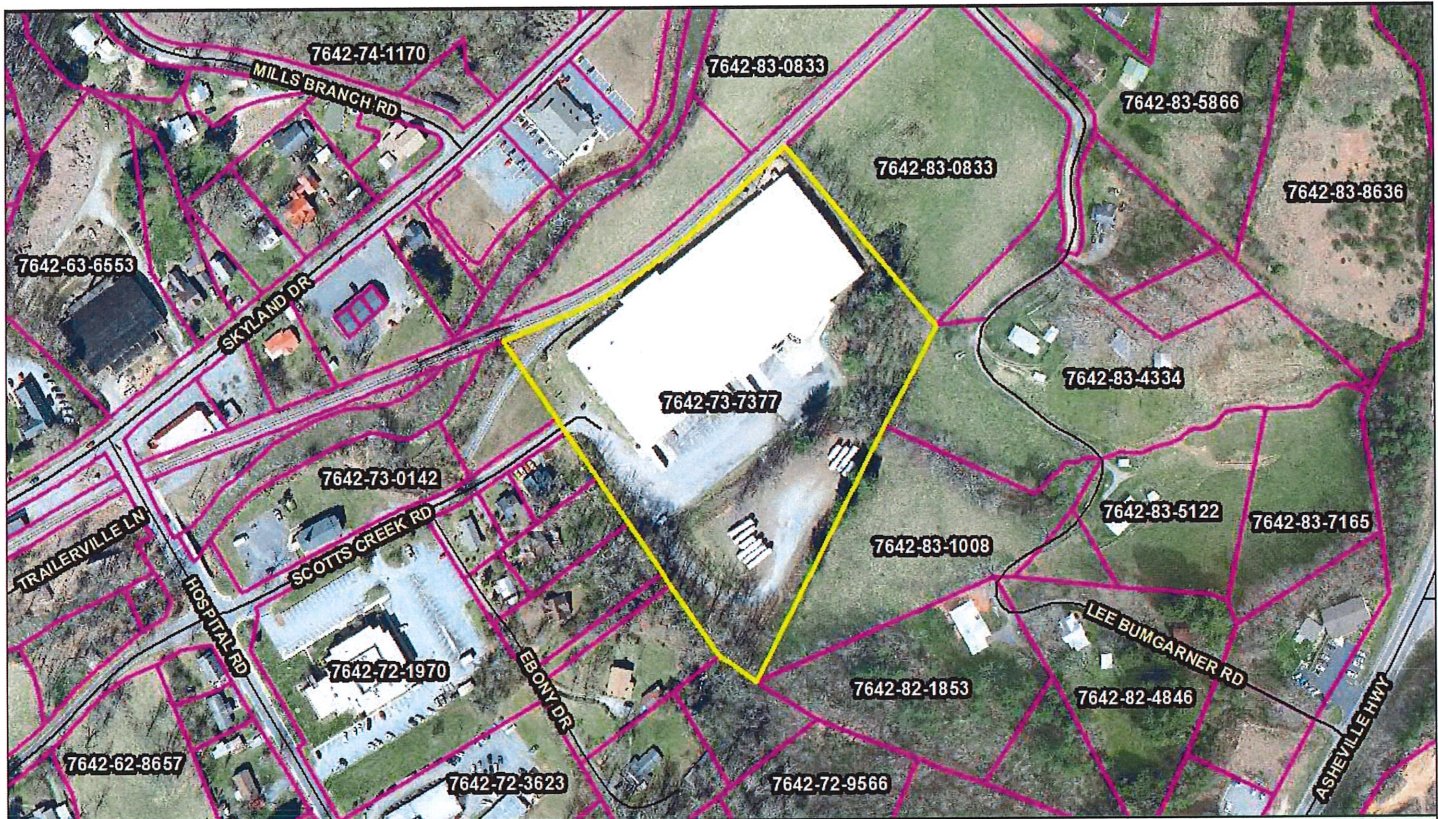 7642-74-1170
MILLS BRANCH RD
7642-83-0833
7642-83-5866
7642-83-0833
7642-83-8636
7642-63-6553
SKYLAND DR
7642-83-4334
7642-73-7377
7642-73-0142
7642-83-5122
7642-83-7165
TRAILERVILLE LN
SCOTTS CREEK RD
7642-83-1008
HOSPITAL RD
LEE BUMGARNER RD
7642-72-1970
EBONY DR
7642-82-1853
7642-82-4846
ASHEVILLE HWY
7642-62-8657
7642-72-3623
7642-72-9566